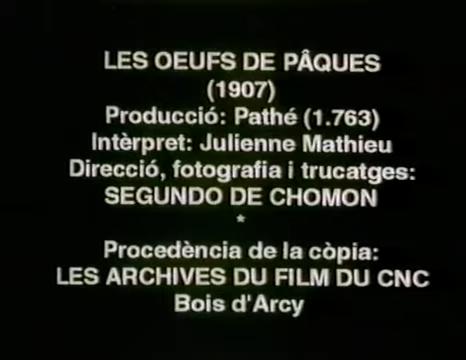 LES OEUFS DE PÂQUES
(1907)
Producció: Pathé (1.763)
Intèrpret: Julienne Mathieu
Direcció, fotografia i trucatges:
SEGUNDO DE CHOMON
*
Procedència de la còpia:
LES ARCHIVES DU FILM DU CNC
Bois d'Arcy